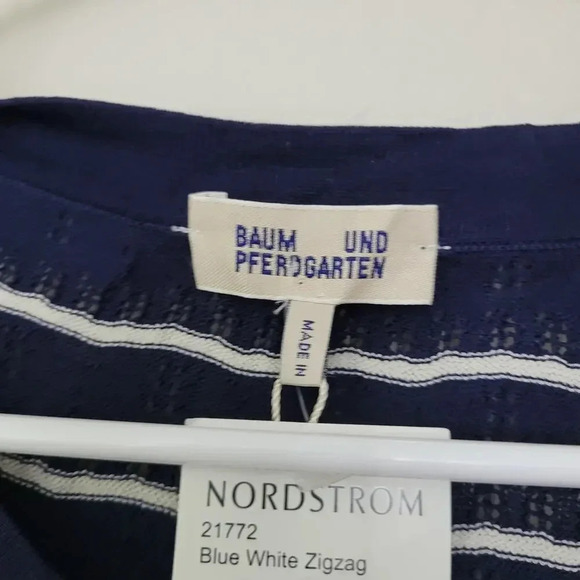 BAUM UND
PFERDGARTEN
MADE IN
NORDSTROM
21772
Blue White Zigzag